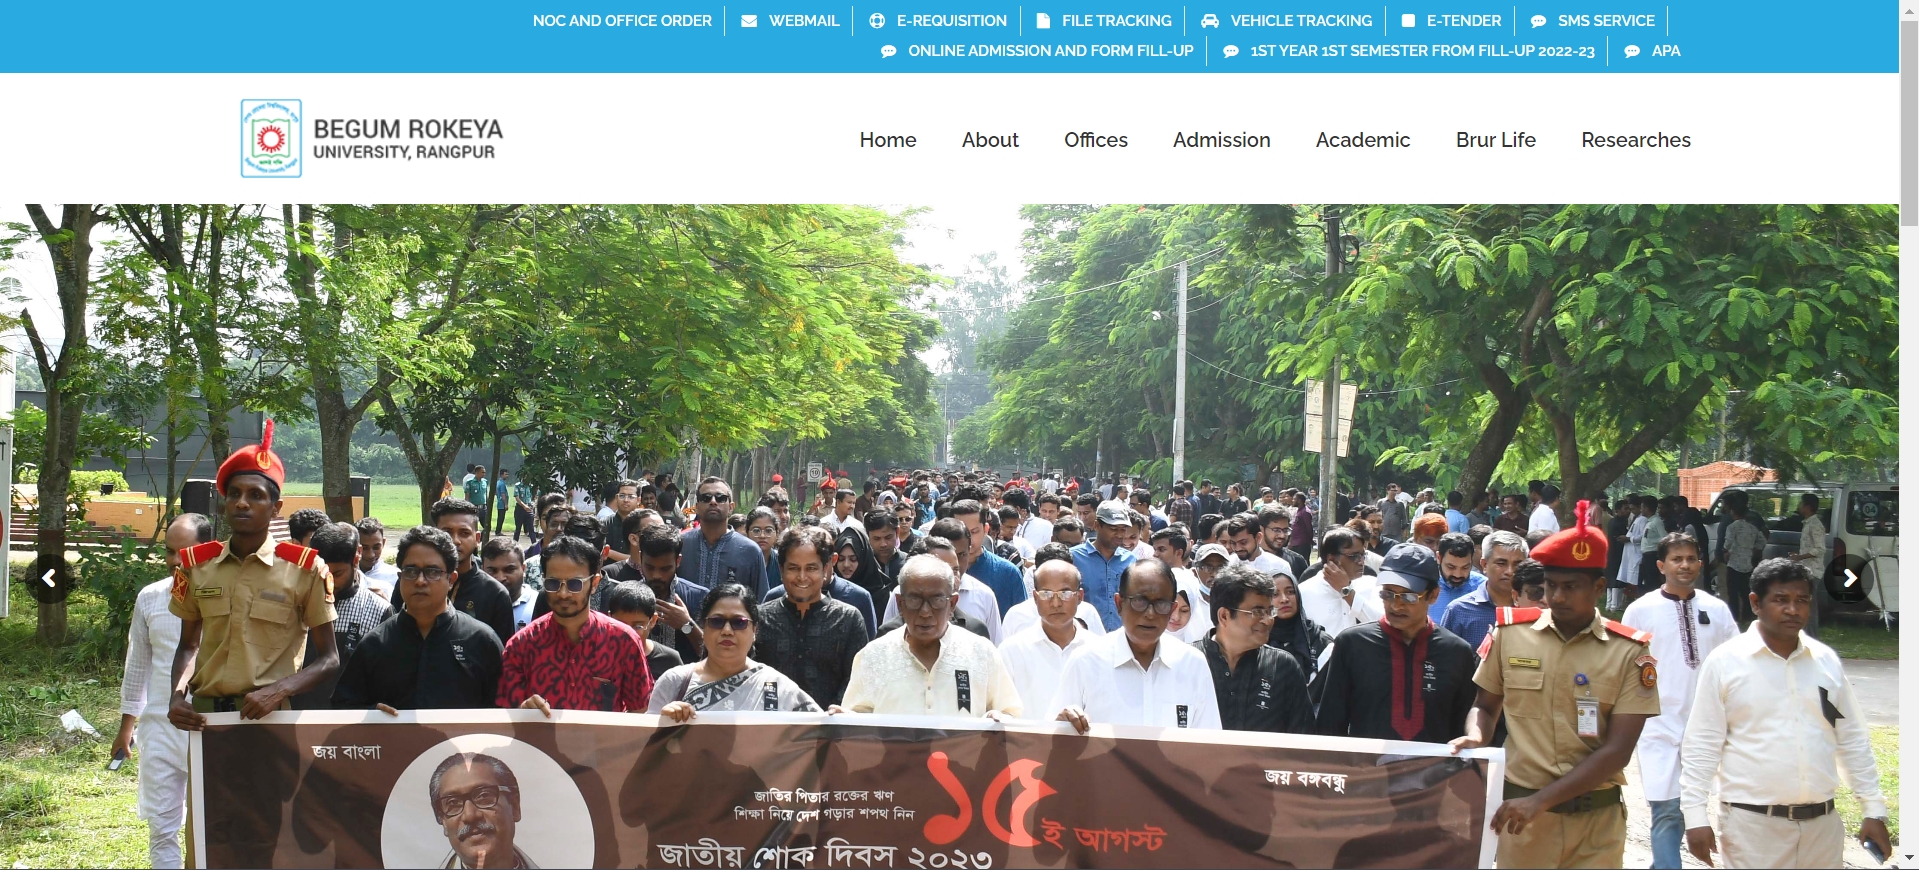 NOC AND OFFICE ORDER
WEBMAIL
E-REQUISITION
FILE TRACKING
VEHICLE TRACKING
E-TENDER
SMS SERVICE
ONLINE ADMISSION AND FORM FILL-UP
1ST YEAR 1ST SEMESTER FROM FILL-UP 2022-23
APA
BEGUM ROKEYA
UNIVERSITY, RANGPUR
Home
About
Offices
Admission
Academic
Brur Life
Researches
জয় বাংলা
জাতির পিতার রক্তের ঋণ
শিক্ষা নিয়ে দেশ গড়ার শপথ নিন
১৫ই আগস্ট
জাতীয় শোক দিবস ২০২৩
জয় বঙ্গবন্ধু